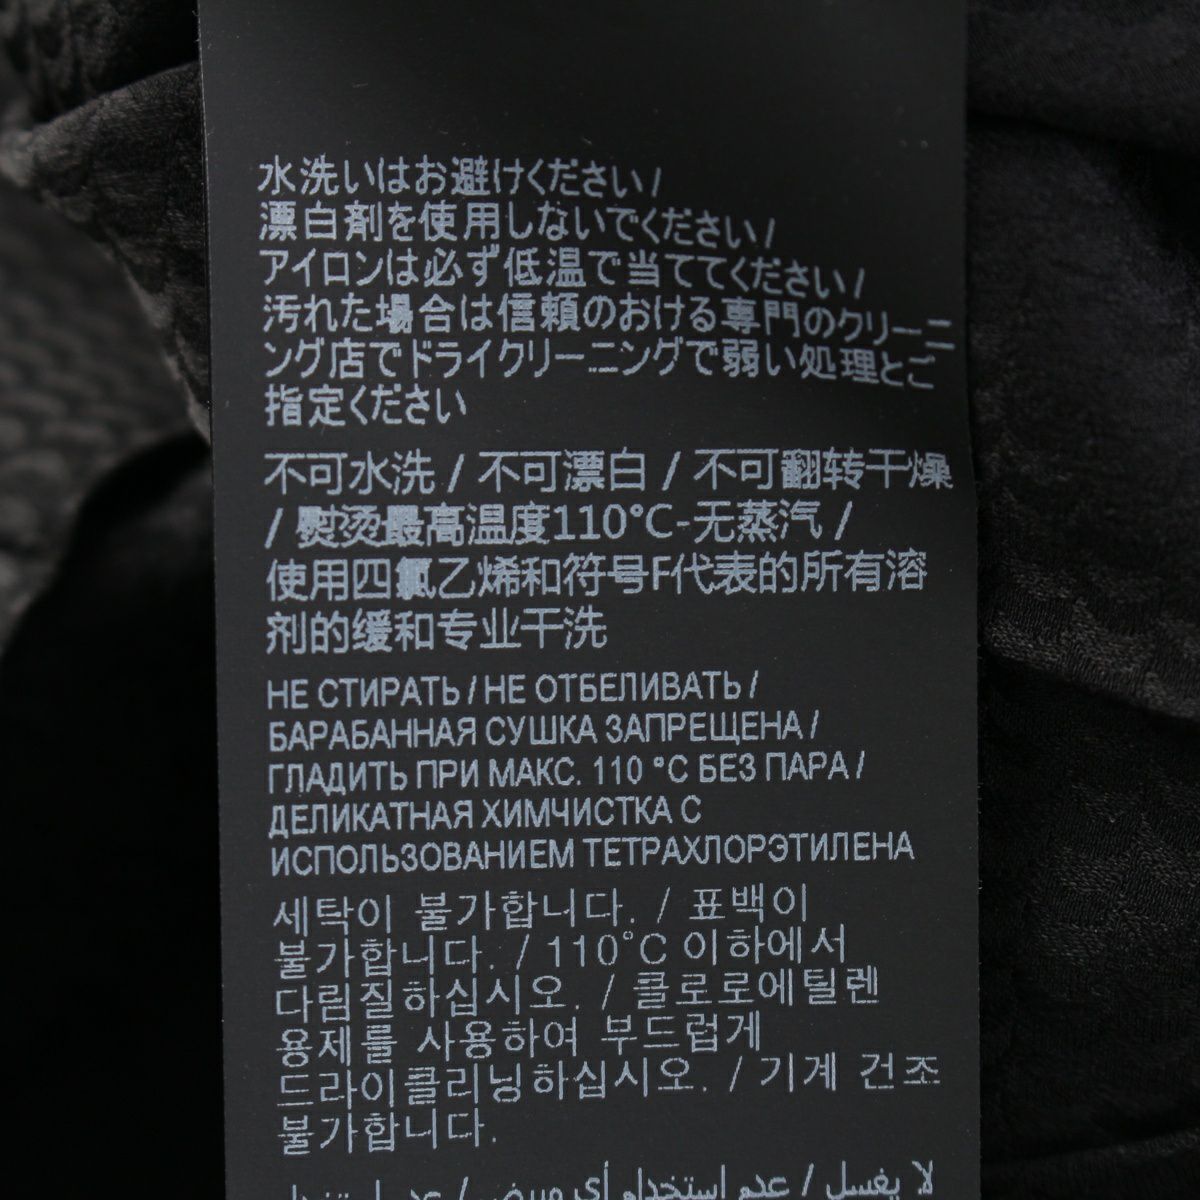 水洗いはお避けください/
漂白剤を使用しないでください/
アイロンは必ず低温で当ててください/
汚れた場合は信頼のおける専門のクリーニ
ング店でドライクリーニングで弱い処理とご
指定ください
不可水洗 / 不可漂白 / 不可翻转干燥
/ 熨烫最高温度110°C-无蒸汽 /
使用四氯乙烯和符号F代表的所有溶
剂的缓和专业干洗
НЕ СТИРАТЬ / НЕ ОТБЕЛИВАТЬ /
БАРАБАННАЯ СУШКА ЗАПРЕЩЕНА /
ГЛАДИТЬ ПРИ МАКС. 110 °C БЕЗ ПАРА /
ДЕЛИКАТНАЯ ХИМЧИСТКА С
ИСПОЛЬЗОВАНИЕМ ТЕТРАХЛОРЭТИЛЕНА
세탁이 불가합니다. / 표백이
불가합니다. / 110°C 이하에서
다림질하십시오. / 클로로에틸렌
용제를 사용하여 부드럽게
드라이클리닝하십시오. / 기계 건조
불가합니다.
لا يغسل / عدم استخدام أي